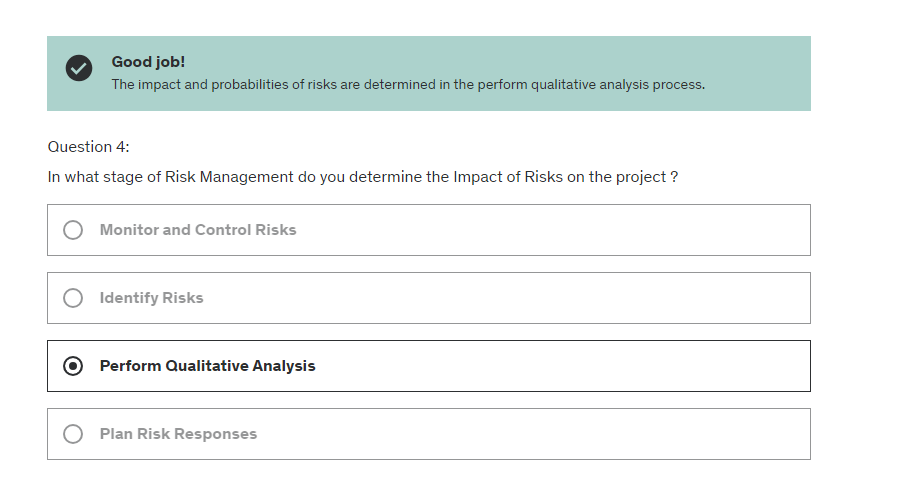 Good job!
The impact and probabilities of risks are determined in the perform qualitative analysis process.
Question 4:
In what stage of Risk Management do you determine the Impact of Risks on the project ?
Monitor and Control Risks
Identify Risks
Perform Qualitative Analysis
Plan Risk Responses